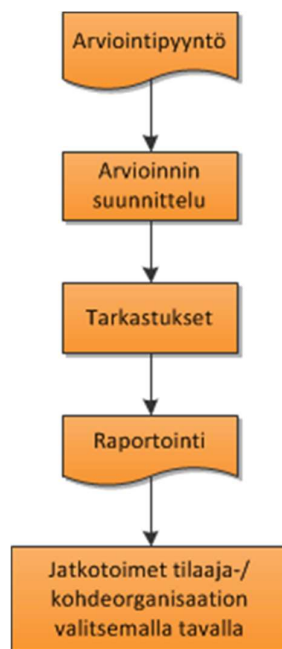 Arviointipyyntö
Arvioinnin
suunnittelu
Tarkastukset
Raportointi
Jatkotoimet tilaaja-/
kohdeorganisaation
valitsemalla tavalla